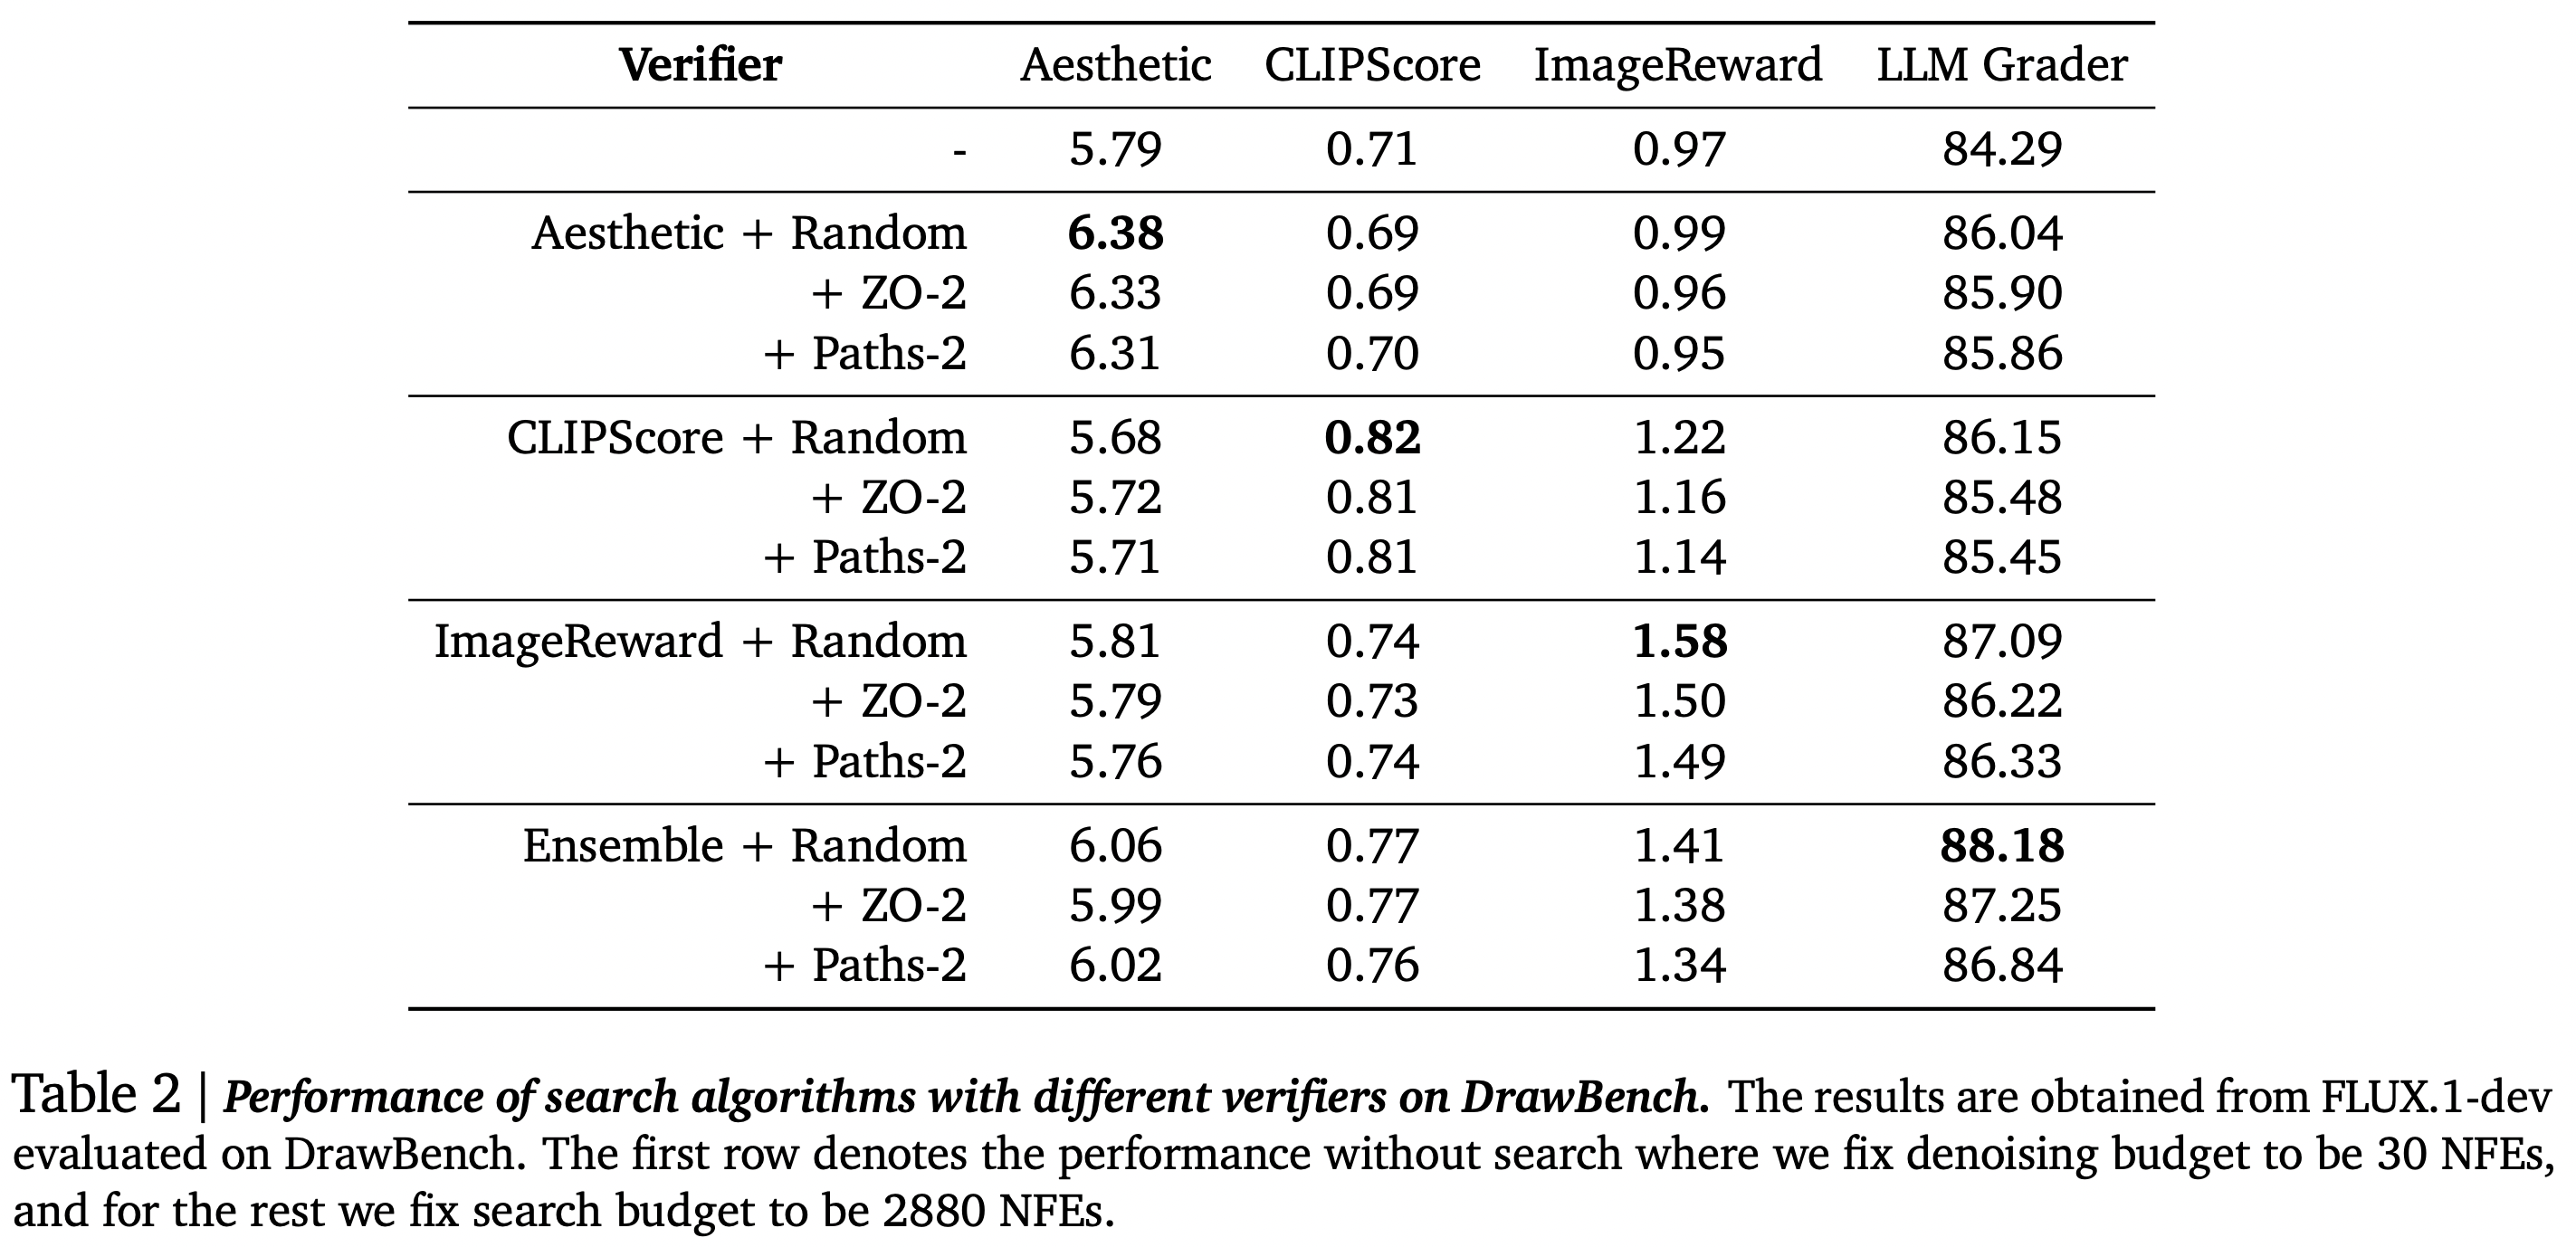 Verifier Aesthetic CLIPScore ImageReward LLM Grader
- 5.79 0.71 0.97 84.29
Aesthetic + Random 6.38 0.69 0.99 86.04
+ ZO-2 6.33 0.69 0.96 85.90
+ Paths-2 6.31 0.70 0.95 85.86
CLIPScore + Random 5.68 0.82 1.22 86.15
+ ZO-2 5.72 0.81 1.16 85.48
+ Paths-2 5.71 0.81 1.14 85.45
ImageReward + Random 5.81 0.74 1.58 87.09
+ ZO-2 5.79 0.73 1.50 86.22
+ Paths-2 5.76 0.74 1.49 86.33
Ensemble + Random 6.06 0.77 1.41 88.18
+ ZO-2 5.99 0.77 1.38 87.25
+ Paths-2 6.02 0.76 1.34 86.84
Table 2 | Performance of search algorithms with different verifiers on DrawBench. The results are obtained from FLUX.1-dev
evaluated on DrawBench. The first row denotes the performance without search where we fix denoising budget to be 30 NFEs,
and for the rest we fix search budget to be 2880 NFEs.